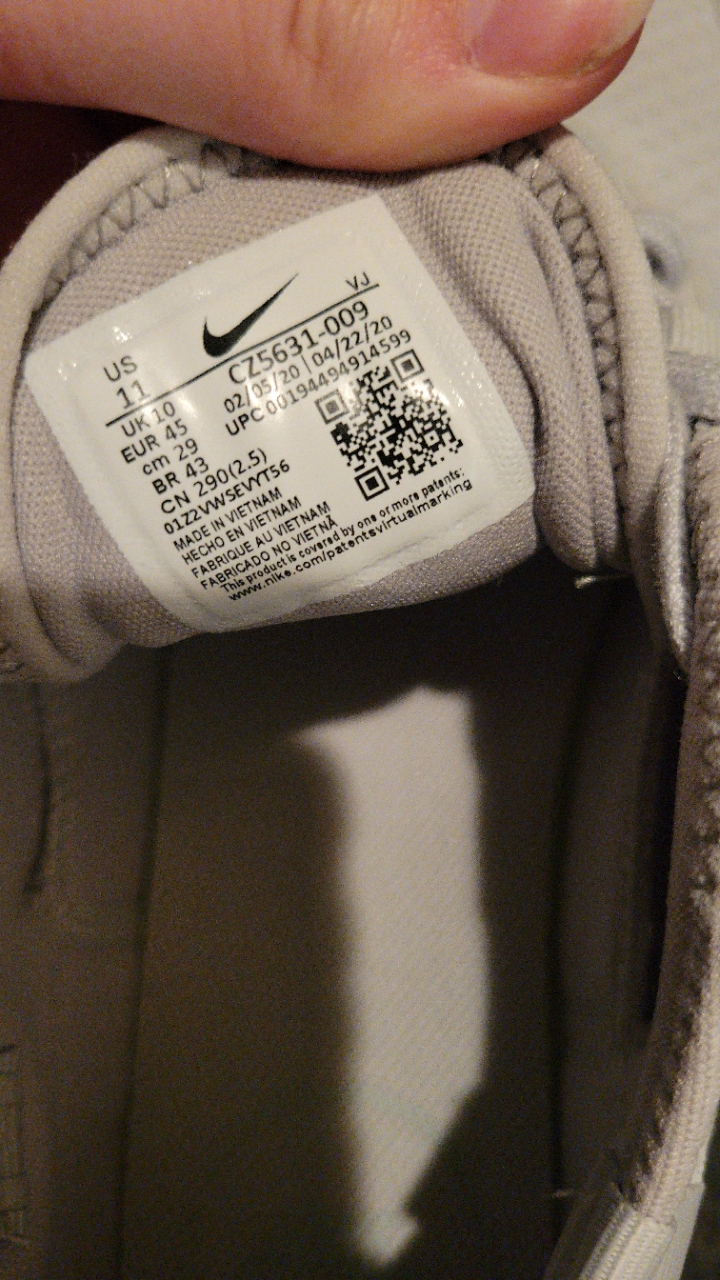 VJ
US
11
CZ5631-009
UK 10
02/05/20 | 04/22/20
EUR 45
UPC 00194494914599
cm 29
BR 43
CN 290(2.5)
01Z2VWSEVYT56
MADE IN VIETNAM
HECHO EN VIETNAM
FABRIQUE AU VIETNAM
FABRICADO NO VIETNÃ
This product is covered by one or more patents:
www.nike.com/patentsvirtualmarking